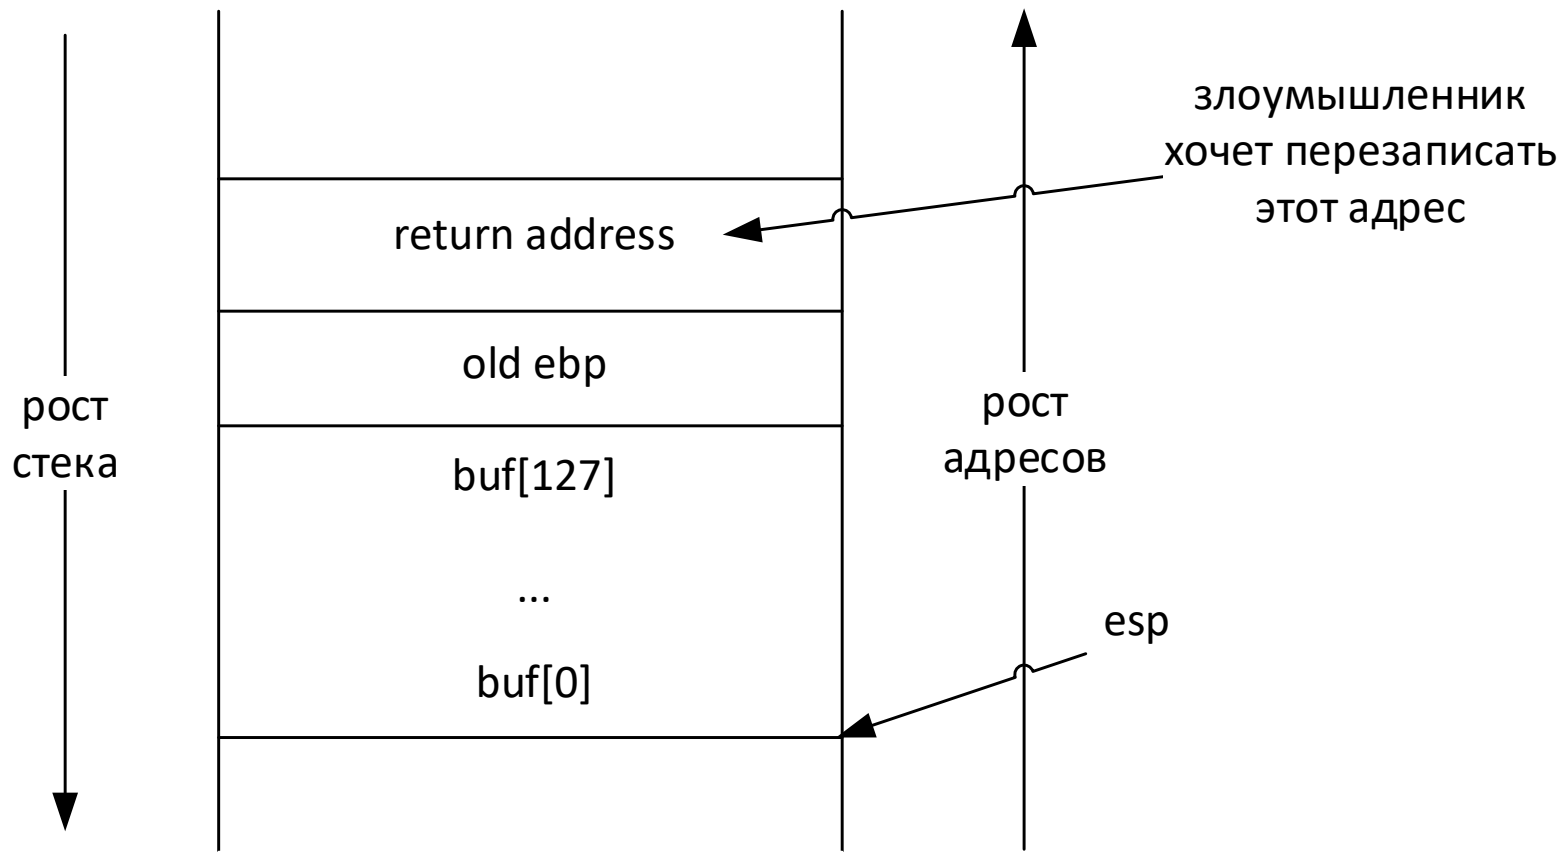 злоумышленник
хочет перезаписать
этот адрес
return address
old ebp
рост
стека
buf[127]
...
buf[0]
рост
адресов
esp